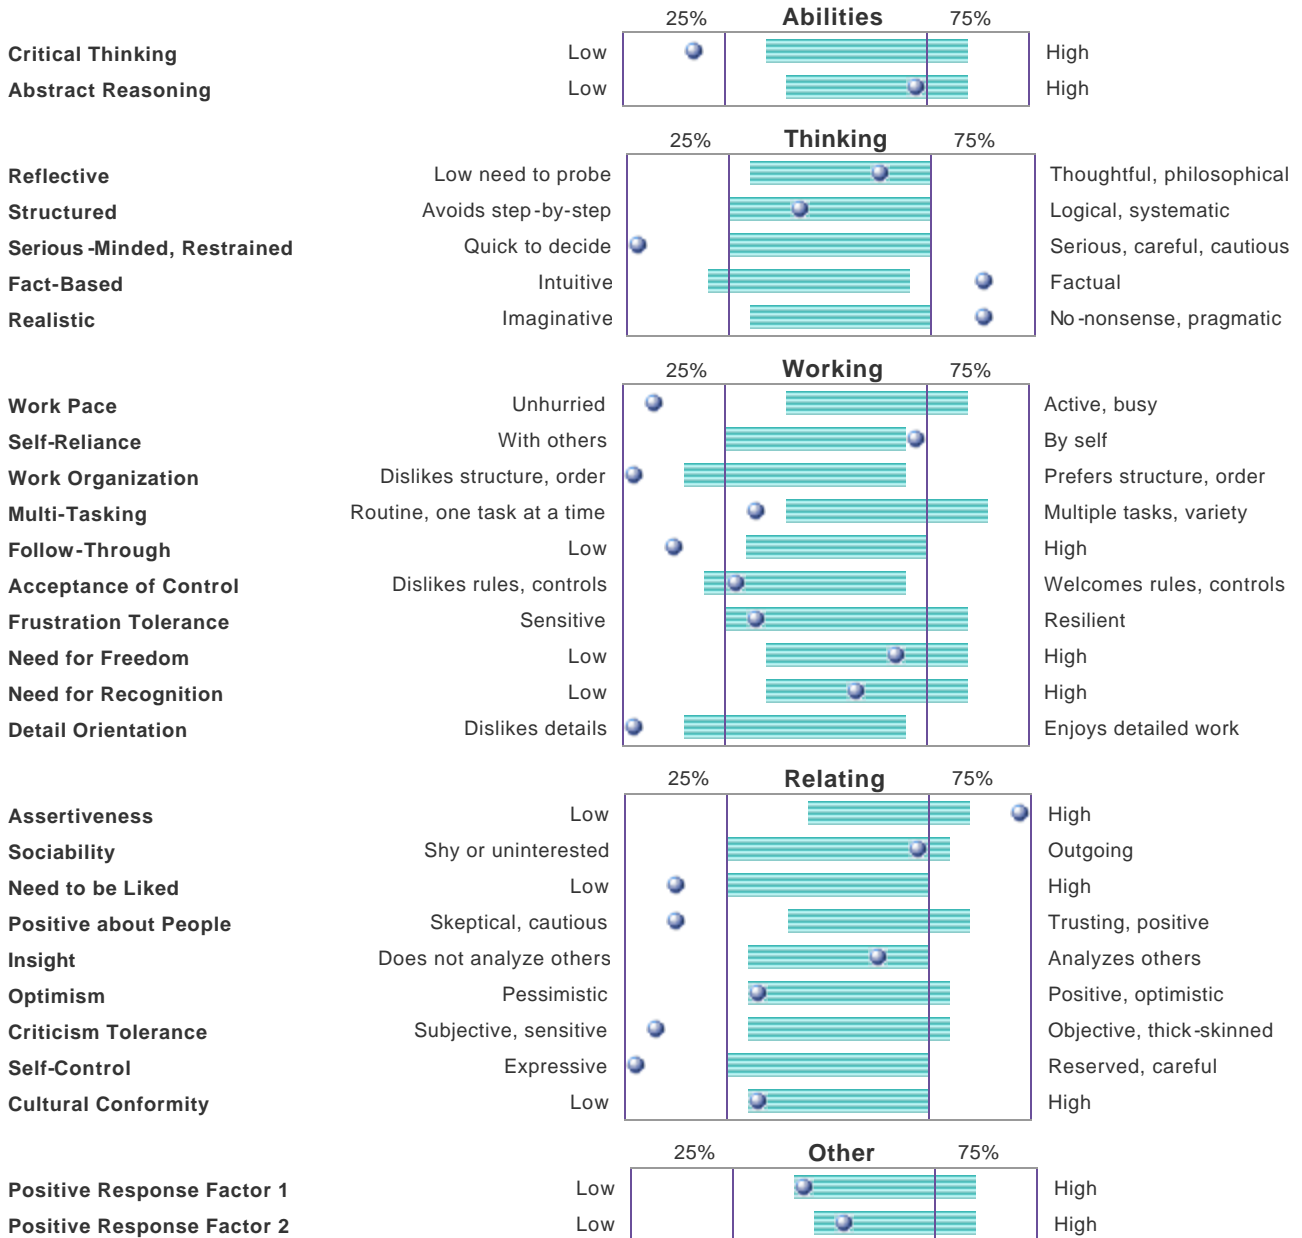 25% Abilities 75%
Critical Thinking Low High
Abstract Reasoning Low High
25% Thinking 75%
Reflective Low need to probe Thoughtful, philosophical
Structured Avoids step-by-step Logical, systematic
Serious-Minded, Restrained Quick to decide Serious, careful, cautious
Fact-Based Intuitive Factual
Realistic Imaginative No-nonsense, pragmatic
25% Working 75%
Work Pace Unhurried Active, busy
Self-Reliance With others By self
Work Organization Dislikes structure, order Prefers structure, order
Multi-Tasking Routine, one task at a time Multiple tasks, variety
Follow-Through Low High
Acceptance of Control Dislikes rules, controls Welcomes rules, controls
Frustration Tolerance Sensitive Resilient
Need for Freedom Low High
Need for Recognition Low High
Detail Orientation Dislikes details Enjoys detailed work
25% Relating 75%
Assertiveness Low High
Sociability Shy or uninterested Outgoing
Need to be Liked Low High
Positive about People Skeptical, cautious Trusting, positive
Insight Does not analyze others Analyzes others
Optimism Pessimistic Positive, optimistic
Criticism Tolerance Subjective, sensitive Objective, thick-skinned
Self-Control Expressive Reserved, careful
Cultural Conformity Low High
25% Other 75%
Positive Response Factor 1 Low High
Positive Response Factor 2 Low High